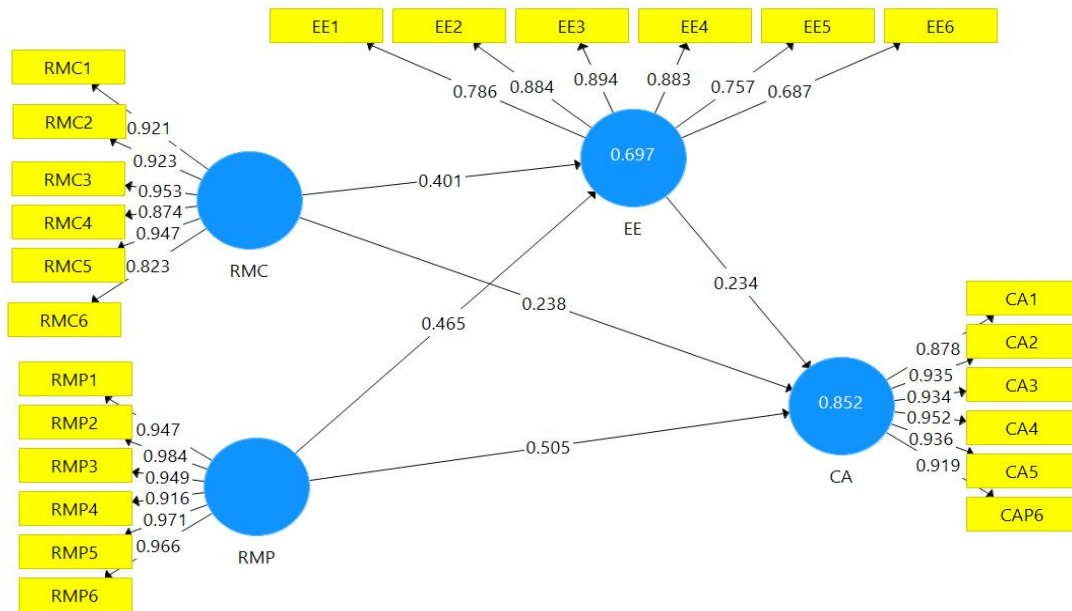 EE1 EE2 EE3 EE4 EE5 EE6
0.786 0.884 0.894 0.883 0.757 0.687
0.697
EE
RMC1
RMC2
RMC3
RMC4
RMC5
RMC6
0.921
0.923
0.953
0.874
0.947
0.823
RMC
0.401
0.238
0.465
0.234
0.505
RMP1
RMP2
RMP3
RMP4
RMP5
RMP6
0.947
0.984
0.949
0.916
0.971
0.966
RMP
0.852
CA
0.878
0.935
0.934
0.952
0.936
0.919
CA1
CA2
CA3
CA4
CA5
CAP6